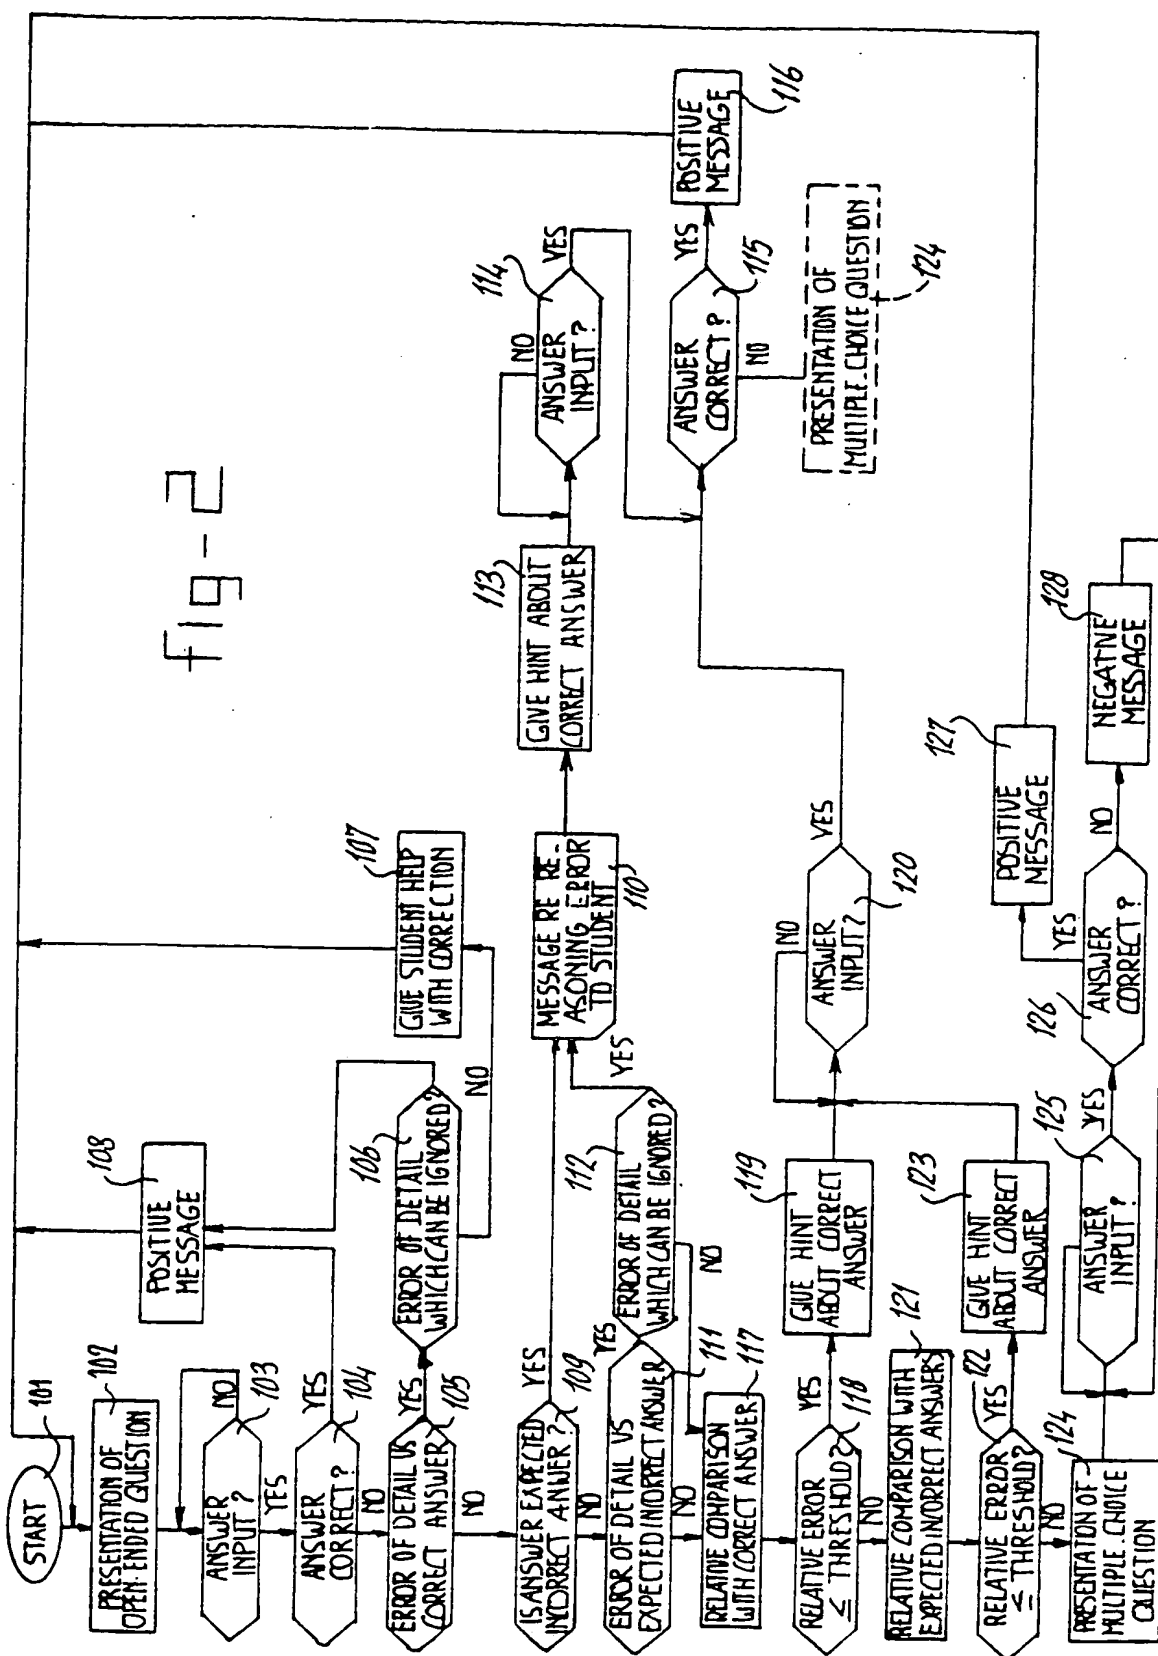 fig-2
START
101
PRESENTATION OF
OPEN-ENDED QUESTION
102
ANSWER
INPUT?
103
NO
YES
ANSWER
CORRECT?
104
YES
NO
POSITIVE
MESSAGE
108
ERROR OF DETAIL VS
CORRECT ANSWER
105
YES
NO
ERROR OF DETAIL
WHICH CAN BE IGNORED?
106
NO
GIVE STUDENT HELP
WITH CORRECTION
107
IS ANSWER EXPECTED
INCORRECT ANWER?
109
YES
NO
ERROR OF DETAIL VS
EXPECTED INCORRECT ANSWER
111
YES
NO
ERROR OF DETAIL
WHICH CAN BE IGNORED?
112
YES
NO
MESSAGE RE RE-
ASONING ERROR
TO STUDENT
110
GIVE HINT ABOUT
CORRECT ANSWER
113
ANSWER
INPUT?
114
NO
YES
ANSWER
CORRECT?
115
YES
NO
POSITIVE
MESSAGE
116
PRESENTATION OF
MULTIPLE-CHOICE QUESTION
124
RELATIVE COMPARISON
WITH CORRECT ANSWER
117
RELATIVE ERROR
≤ THRESHOLD?
118
YES
NO
GIVE HINT
ABOUT CORRECT
ANSWER
119
ANSWER
INPUT?
120
NO
YES
RELATIVE COMPARISON WITH
EXPECTED INCORRECT ANSWERS
121
RELATIVE ERROR
≤ THRESHOLD?
122
YES
NO
GIVE HINT
ABOUT CORRECT
ANSWER
123
PRESENTATION OF
MULTIPLE-CHOICE
QUESTION
124
ANSWER
INPUT?
125
YES
ANSWER
CORRECT?
126
YES
NO
POSITIVE
MESSAGE
127
NEGATIVE
MESSAGE
128